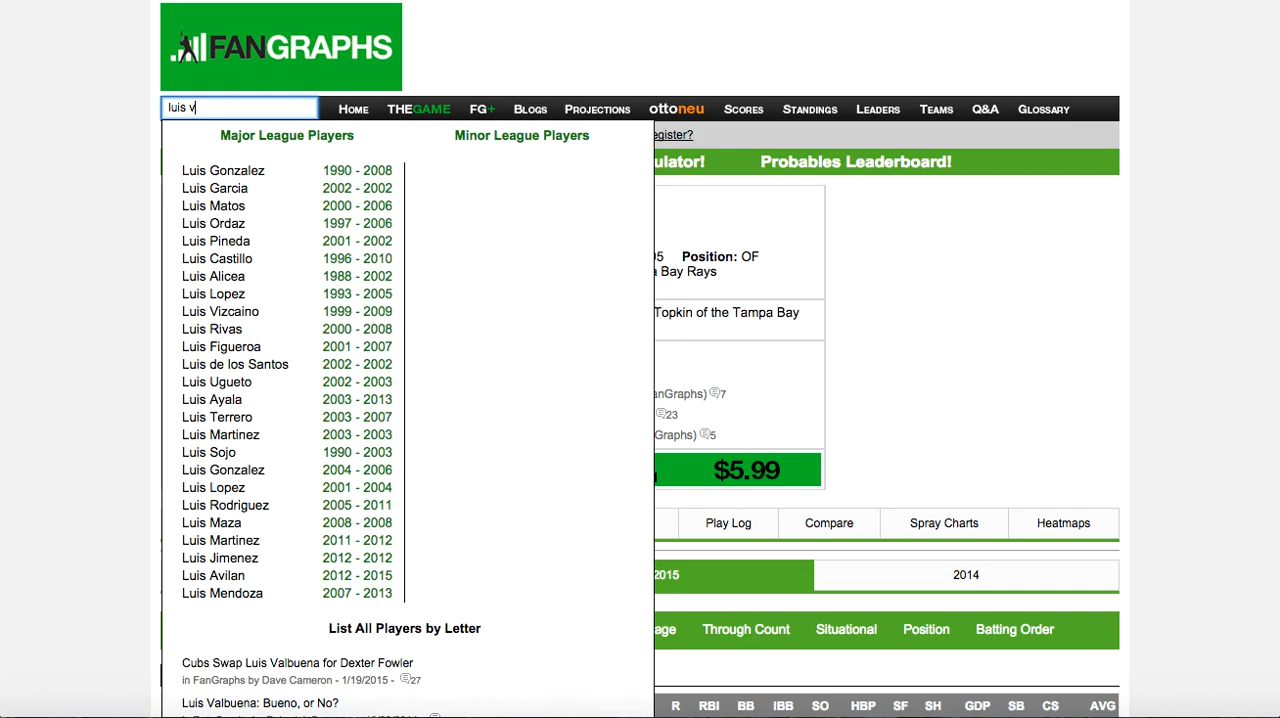 FANGRAPHS
luis v
HOME THEGAME FG+ BLOGS PROJECTIONS ottoneu SCORES STANDINGS LEADERS TEAMS Q&A GLOSSARY
Major League Players Minor League Players
egister?
ulator! Probables Leaderboard!
Luis Gonzalez 1990 - 2008
Luis Garcia 2002 - 2002
Luis Matos 2000 - 2006
Luis Ordaz 1997 - 2006
Luis Pineda 2001 - 2002
Luis Castillo 1996 - 2010
Luis Alicea 1988 - 2002
Luis Lopez 1993 - 2005
Luis Vizcaino 1999 - 2009
Luis Rivas 2000 - 2008
Luis Figueroa 2001 - 2007
Luis de los Santos 2002 - 2002
Luis Ugueto 2002 - 2003
Luis Ayala 2003 - 2013
Luis Terrero 2003 - 2007
Luis Martinez 2003 - 2003
Luis Sojo 1990 - 2003
Luis Gonzalez 2004 - 2006
Luis Lopez 2001 - 2004
Luis Rodriguez 2005 - 2011
Luis Maza 2008 - 2008
Luis Martinez 2011 - 2012
Luis Jimenez 2012 - 2012
Luis Avilan 2012 - 2015
Luis Mendoza 2007 - 2013
List All Players by Letter
Cubs Swap Luis Valbuena for Dexter Fowler
in FanGraphs by Dave Cameron - 1/19/2015 - 27
Luis Valbuena: Bueno, or No?
5 Position: OF
a Bay Rays
Topkin of the Tampa Bay
anGraphs) 7
23
Graphs) 5
$5.99
Play Log Compare Spray Charts Heatmaps
2015 2014
age Through Count Situational Position Batting Order
R RBI BB IBB SO HBP SF SH GDP SB CS AVG